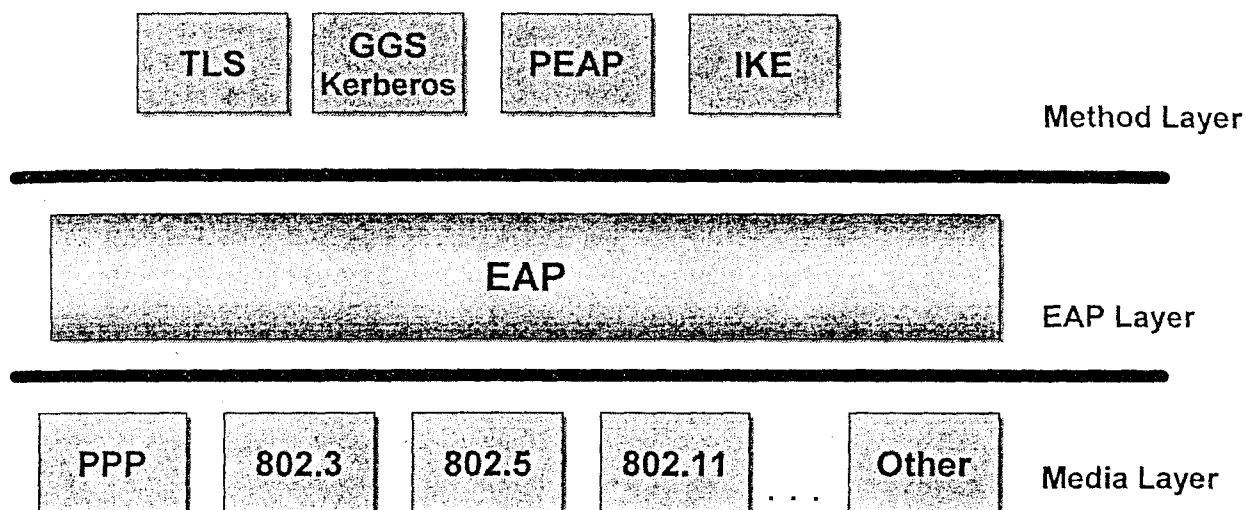 TLS
GGS
Kerberos
PEAP
IKE
Method Layer
EAP
EAP Layer
PPP
802.3
802.5
802.11
. . .
Other
Media Layer